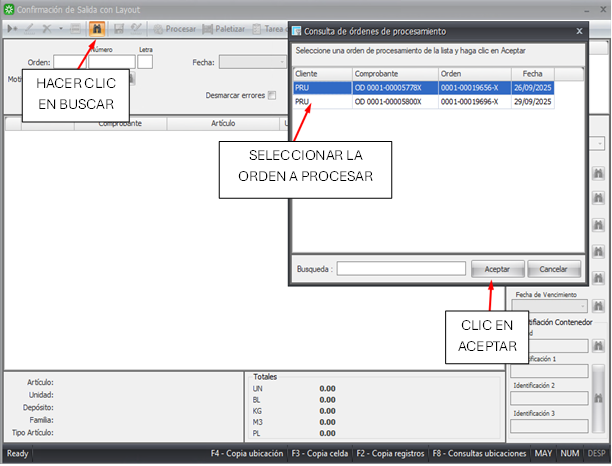 Confirmación de Salida con Layout
Procesar
Paletizar
Tarea
Número
Letra
Orden:
Fecha:
Desmarcar errores
Comprobante
Artículo
HACER CLIC
EN BUSCAR
Consulta de órdenes de procesamiento
Seleccione una orden de procesamiento de la lista y haga clic en Aceptar
Cliente Comprobante Orden Fecha
PRU OD 0001-00005778X 0001-00019656-X 26/09/2025
PRU OD 0001-00005800X 0001-00019696-X 29/09/2025
SELECCIONAR LA
ORDEN A PROCESAR
Busqueda :
Aceptar
Cancelar
CLIC EN
ACEPTAR
Fecha de Vencimiento
Contenedor
Identificación 2
Identificación 3
Artículo:
Unidad:
Depósito:
Familia:
Tipo Artículo:
Totales
UN 0.00
BL 0.00
KG 0.00
M3 0.00
PL 0.00
Ready
F4 - Copia ubicación
F3 - Copia celda
F2 - Copia registros
F8 - Consultas ubicaciones
MAY
NUM
DESP